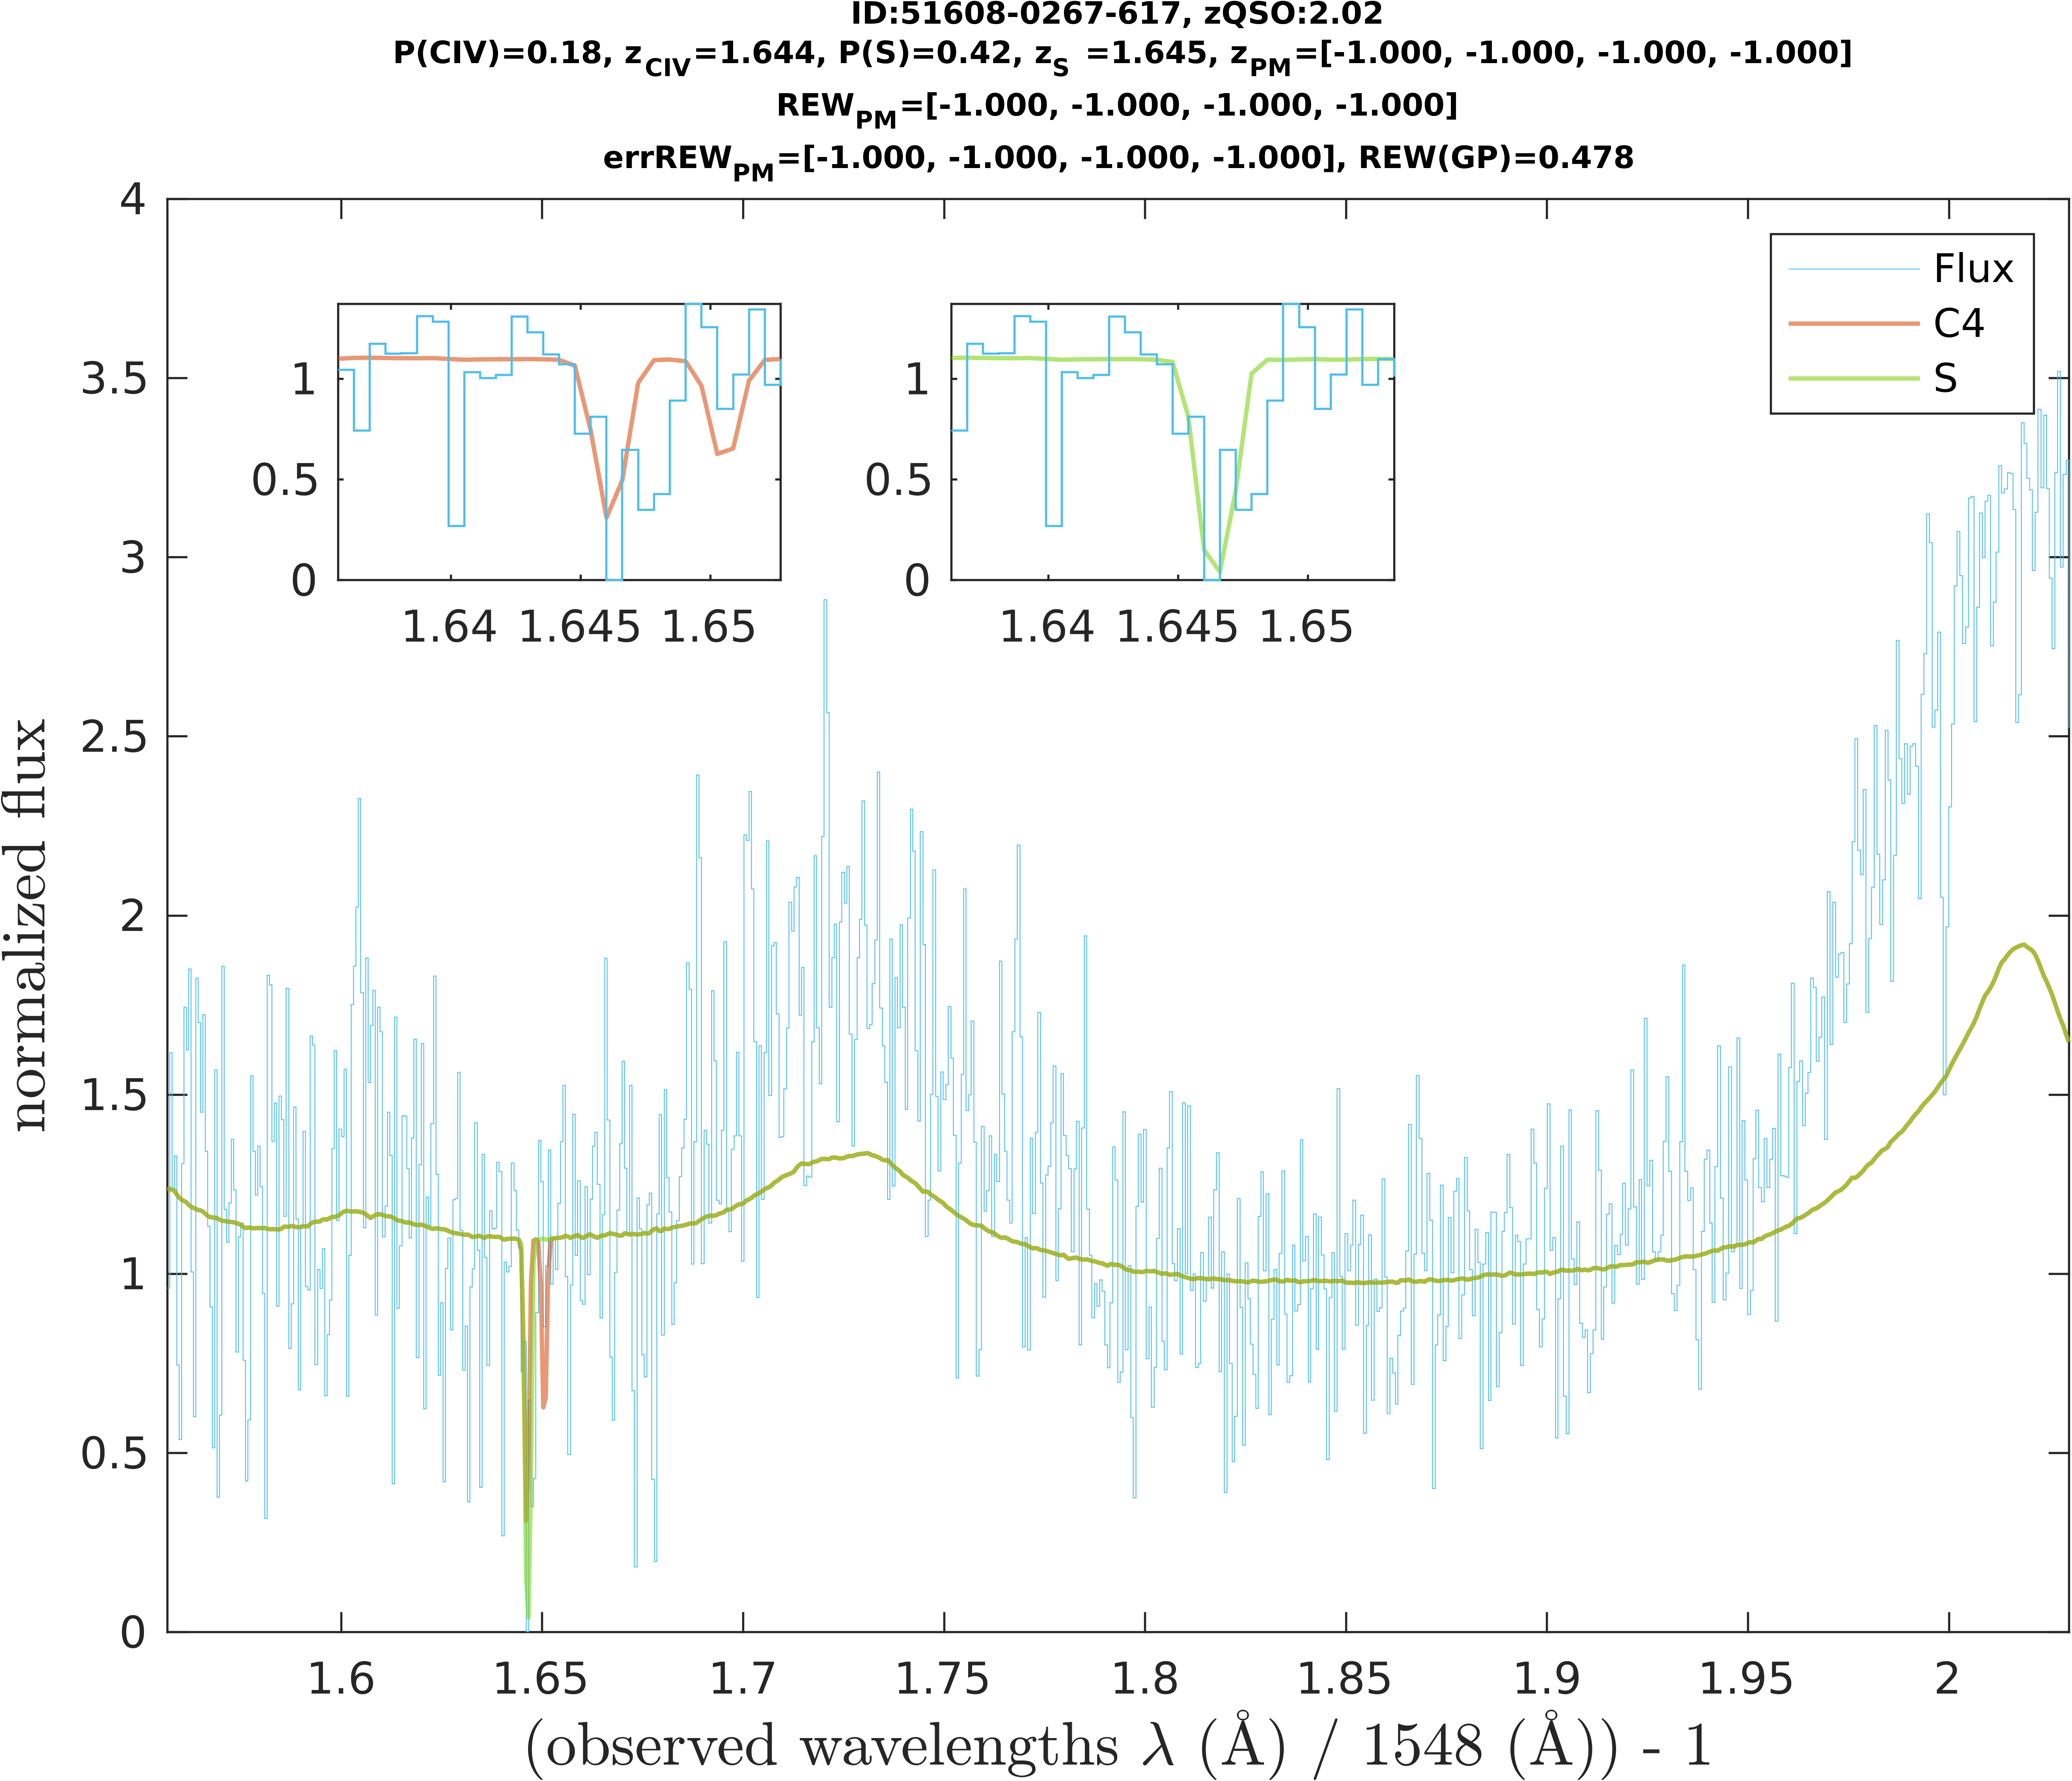 ID:51608-0267-617, zQSO:2.02
P(CIV)=0.18, zCIV=1.644, P(S)=0.42, zS =1.645, zPM=[-1.000, -1.000, -1.000, -1.000]
REWPM=[-1.000, -1.000, -1.000, -1.000]
errREWPM=[-1.000, -1.000, -1.000, -1.000], REW(GP)=0.478
4
3.5
3
2.5
2
1.5
1
0.5
0
normalized flux
1
0.5
0
1.64 1.645 1.65
1
0.5
0
1.64 1.645 1.65
Flux
C4
S
1.6 1.65 1.7 1.75 1.8 1.85 1.9 1.95 2
(observed wavelengths λ (Å) / 1548 (Å)) - 1